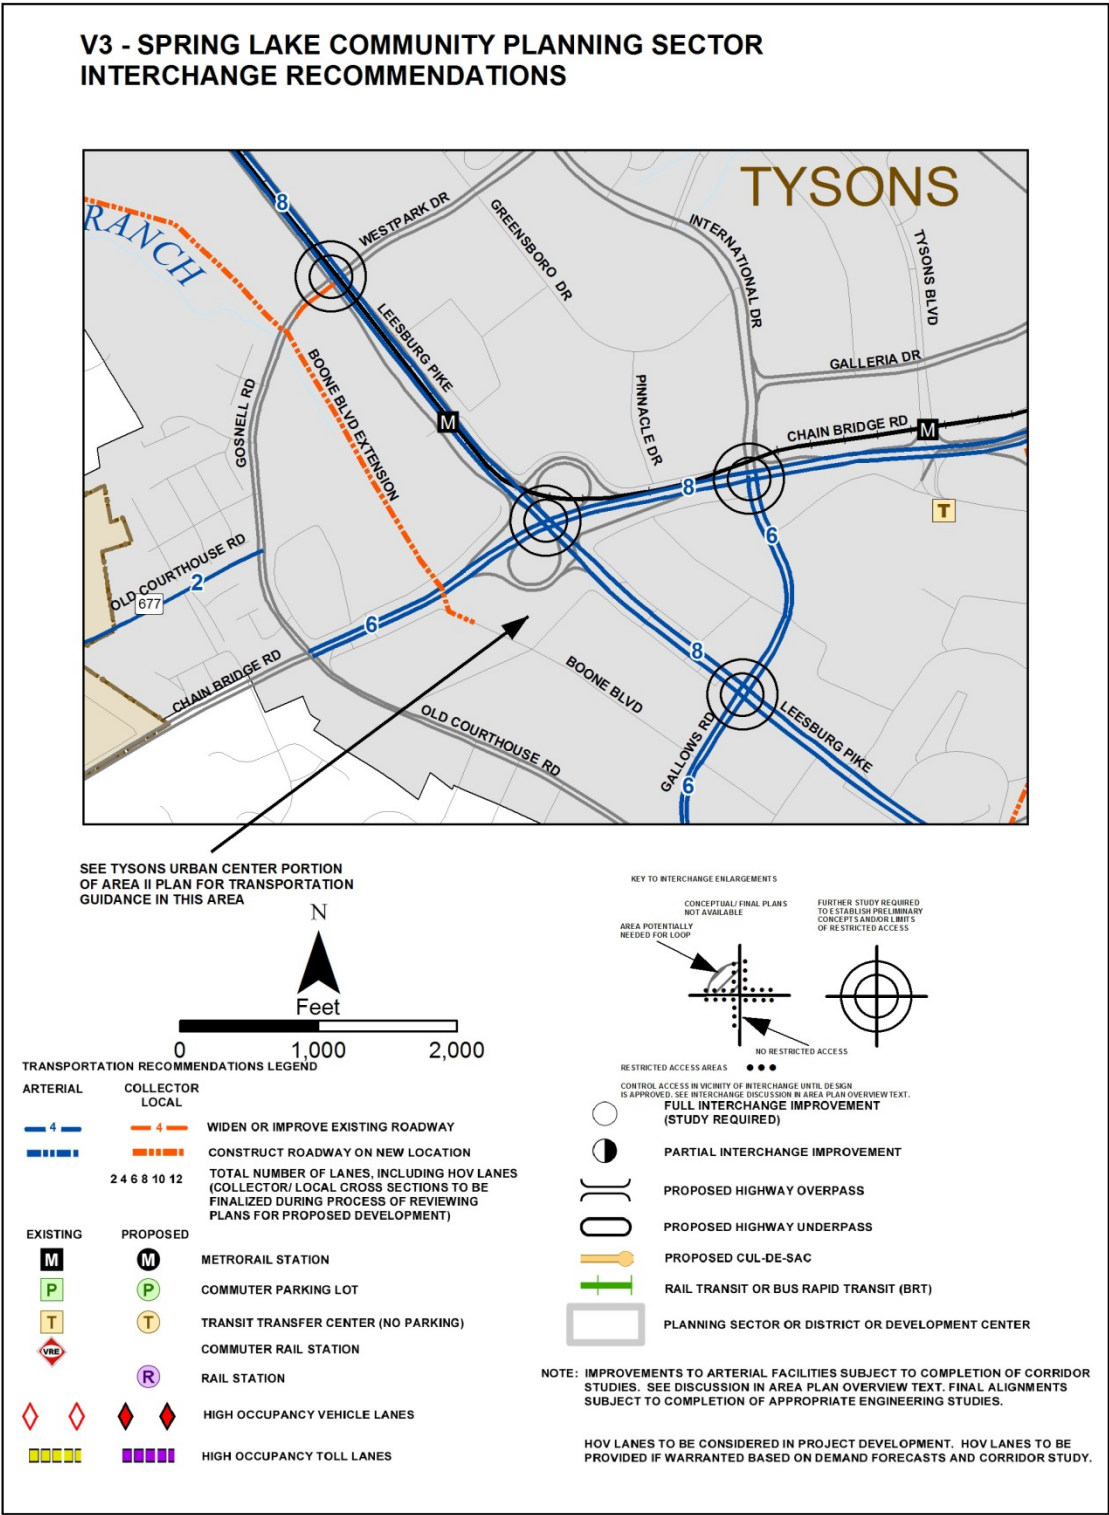 V3 - SPRING LAKE COMMUNITY PLANNING SECTOR
INTERCHANGE RECOMMENDATIONS
TYSONS
RANCH
8
WESTPARK DR
GREENSBORO DR
INTERNATIONAL DR
TYSONS BLVD
LEESBURG PIKE
GALLERIA DR
BOONE BLVD EXTENSION
GOSNELL RD
PINNACLE DR
M
CHAIN BRIDGE RD
M
8
T
6
OLD COURTHOUSE RD
2
677
6
CHAIN BRIDGE RD
8
BOONE BLVD
OLD COURTHOUSE RD
GALLOWS RD
LEESBURG PIKE
6
SEE TYSONS URBAN CENTER PORTION
OF AREA II PLAN FOR TRANSPORTATION
GUIDANCE IN THIS AREA
N
Feet
0 1,000 2,000
KEY TO INTERCHANGE ENLARGEMENTS
CONCEPTUAL/ FINAL PLANS
NOT AVAILABLE
AREA POTENTIALLY
NEEDED FOR LOOP
FURTHER STUDY REQUIRED
TO ESTABLISH PRELIMINARY
CONCEPTS AND/OR LIMITS
OF RESTRICTED ACCESS
NO RESTRICTED ACCESS
RESTRICTED ACCESS AREAS
CONTROL ACCESS IN VICINITY OF INTERCHANGE UNTIL DESIGN
IS APPROVED. SEE INTERCHANGE DISCUSSION IN AREA PLAN OVERVIEW TEXT.
TRANSPORTATION RECOMMENDATIONS LEGEND
ARTERIAL
COLLECTOR
LOCAL
4 4 WIDEN OR IMPROVE EXISTING ROADWAY
CONSTRUCT ROADWAY ON NEW LOCATION
2 4 6 8 10 12 TOTAL NUMBER OF LANES, INCLUDING HOV LANES
(COLLECTOR/ LOCAL CROSS SECTIONS TO BE
FINALIZED DURING PROCESS OF REVIEWING
PLANS FOR PROPOSED DEVELOPMENT)
EXISTING PROPOSED
M M METRORAIL STATION
P P COMMUTER PARKING LOT
T T TRANSIT TRANSFER CENTER (NO PARKING)
VRE COMMUTER RAIL STATION
R RAIL STATION
HIGH OCCUPANCY VEHICLE LANES
HIGH OCCUPANCY TOLL LANES
FULL INTERCHANGE IMPROVEMENT
(STUDY REQUIRED)
PARTIAL INTERCHANGE IMPROVEMENT
PROPOSED HIGHWAY OVERPASS
PROPOSED HIGHWAY UNDERPASS
PROPOSED CUL-DE-SAC
RAIL TRANSIT OR BUS RAPID TRANSIT (BRT)
PLANNING SECTOR OR DISTRICT OR DEVELOPMENT CENTER
NOTE: IMPROVEMENTS TO ARTERIAL FACILITIES SUBJECT TO COMPLETION OF CORRIDOR
STUDIES. SEE DISCUSSION IN AREA PLAN OVERVIEW TEXT. FINAL ALIGNMENTS
SUBJECT TO COMPLETION OF APPROPRIATE ENGINEERING STUDIES.
HOV LANES TO BE CONSIDERED IN PROJECT DEVELOPMENT. HOV LANES TO BE
PROVIDED IF WARRANTED BASED ON DEMAND FORECASTS AND CORRIDOR STUDY.